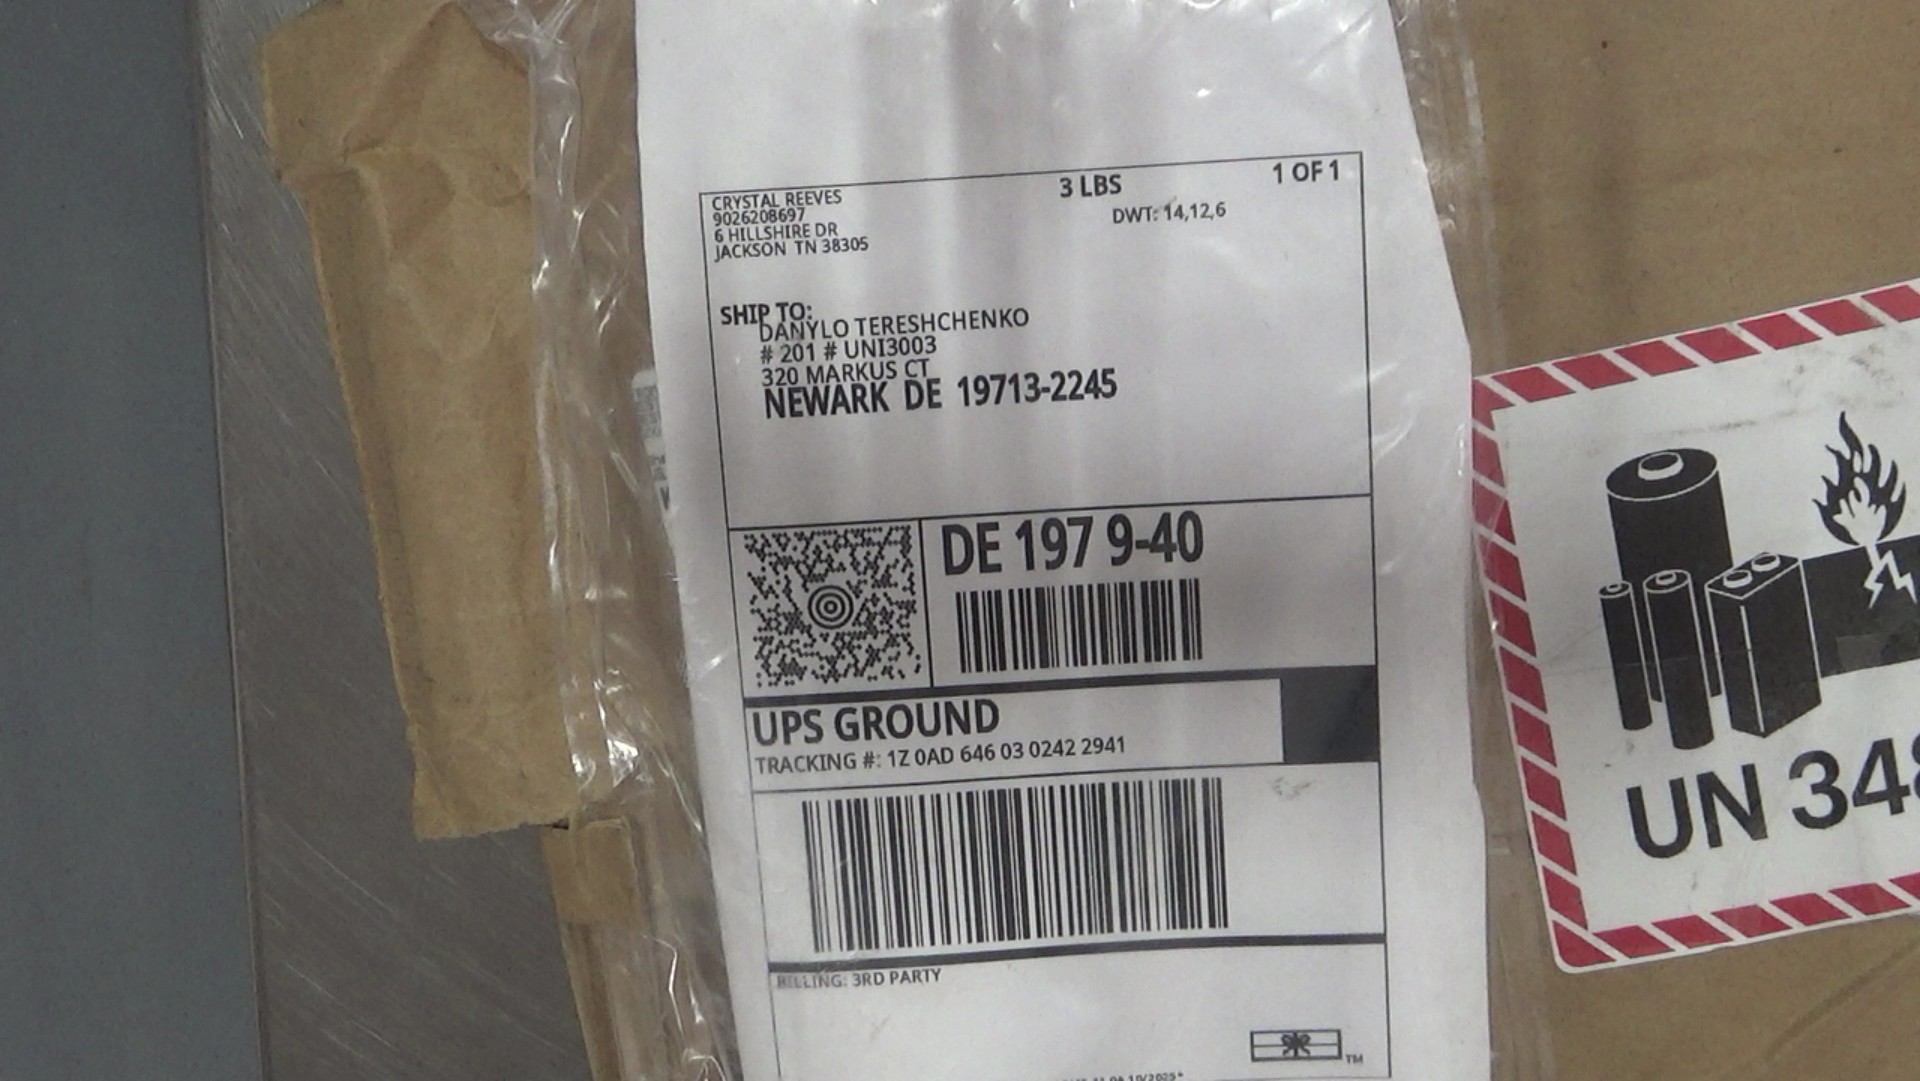 CRYSTAL REEVES
9026208697
6 HILLSHIRE DR
JACKSON TN 38305
3 LBS
1 OF 1
DWT: 14,12,6
SHIP TO:
DANYLO TERESHCHENKO
# 201 # UNI3003
320 MARKUS CT
NEWARK DE 19713-2245
DE 197 9-40
UPS GROUND
TRACKING #: 1Z 0AD 646 03 0242 2941
BILLING: 3RD PARTY
TM
UN 348